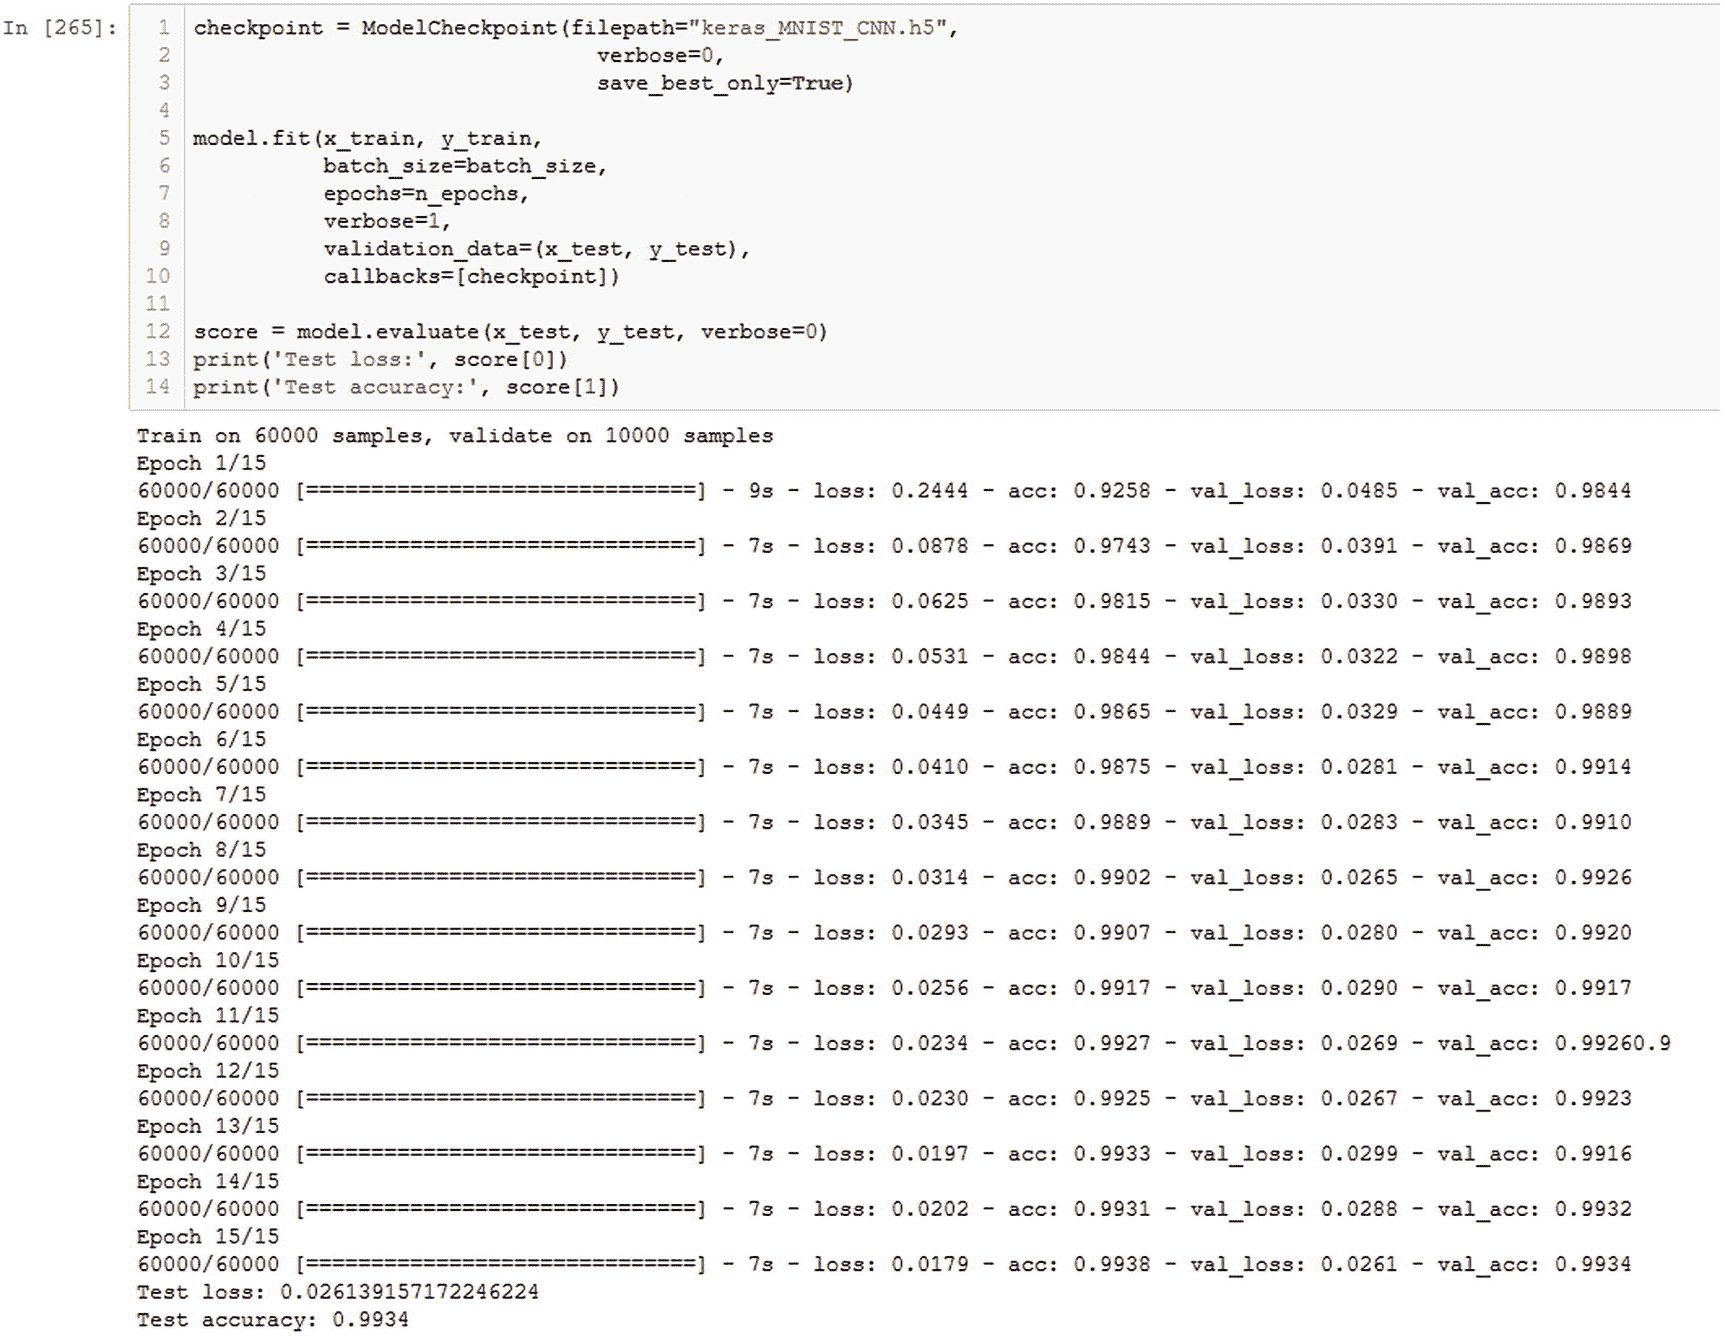 In [265]:
1 checkpoint = ModelCheckpoint(filepath="keras_MNIST_CNN.h5",
2                                verbose=0,
3                                save_best_only=True)
4
5 model.fit(x_train, y_train,
6           batch_size=batch_size,
7           epochs=n_epochs,
8           verbose=1,
9           validation_data=(x_test, y_test),
10           callbacks=[checkpoint])
11
12 score = model.evaluate(x_test, y_test, verbose=0)
13 print('Test loss:', score[0])
14 print('Test accuracy:', score[1])
Train on 60000 samples, validate on 10000 samples
Epoch 1/15
60000/60000 [==============================] - 9s - loss: 0.2444 - acc: 0.9258 - val_loss: 0.0485 - val_acc: 0.9844
Epoch 2/15
60000/60000 [==============================] - 7s - loss: 0.0878 - acc: 0.9743 - val_loss: 0.0391 - val_acc: 0.9869
Epoch 3/15
60000/60000 [==============================] - 7s - loss: 0.0625 - acc: 0.9815 - val_loss: 0.0330 - val_acc: 0.9893
Epoch 4/15
60000/60000 [==============================] - 7s - loss: 0.0531 - acc: 0.9844 - val_loss: 0.0322 - val_acc: 0.9898
Epoch 5/15
60000/60000 [==============================] - 7s - loss: 0.0449 - acc: 0.9865 - val_loss: 0.0329 - val_acc: 0.9889
Epoch 6/15
60000/60000 [==============================] - 7s - loss: 0.0410 - acc: 0.9875 - val_loss: 0.0281 - val_acc: 0.9914
Epoch 7/15
60000/60000 [==============================] - 7s - loss: 0.0345 - acc: 0.9889 - val_loss: 0.0283 - val_acc: 0.9910
Epoch 8/15
60000/60000 [==============================] - 7s - loss: 0.0314 - acc: 0.9902 - val_loss: 0.0265 - val_acc: 0.9926
Epoch 9/15
60000/60000 [==============================] - 7s - loss: 0.0293 - acc: 0.9907 - val_loss: 0.0280 - val_acc: 0.9920
Epoch 10/15
60000/60000 [==============================] - 7s - loss: 0.0256 - acc: 0.9917 - val_loss: 0.0290 - val_acc: 0.9917
Epoch 11/15
60000/60000 [==============================] - 7s - loss: 0.0234 - acc: 0.9927 - val_loss: 0.0269 - val_acc: 0.99260.9
Epoch 12/15
60000/60000 [==============================] - 7s - loss: 0.0230 - acc: 0.9925 - val_loss: 0.0267 - val_acc: 0.9923
Epoch 13/15
60000/60000 [==============================] - 7s - loss: 0.0197 - acc: 0.9933 - val_loss: 0.0299 - val_acc: 0.9916
Epoch 14/15
60000/60000 [==============================] - 7s - loss: 0.0202 - acc: 0.9931 - val_loss: 0.0288 - val_acc: 0.9932
Epoch 15/15
60000/60000 [==============================] - 7s - loss: 0.0179 - acc: 0.9938 - val_loss: 0.0261 - val_acc: 0.9934
Test loss: 0.026139157172246224
Test accuracy: 0.9934